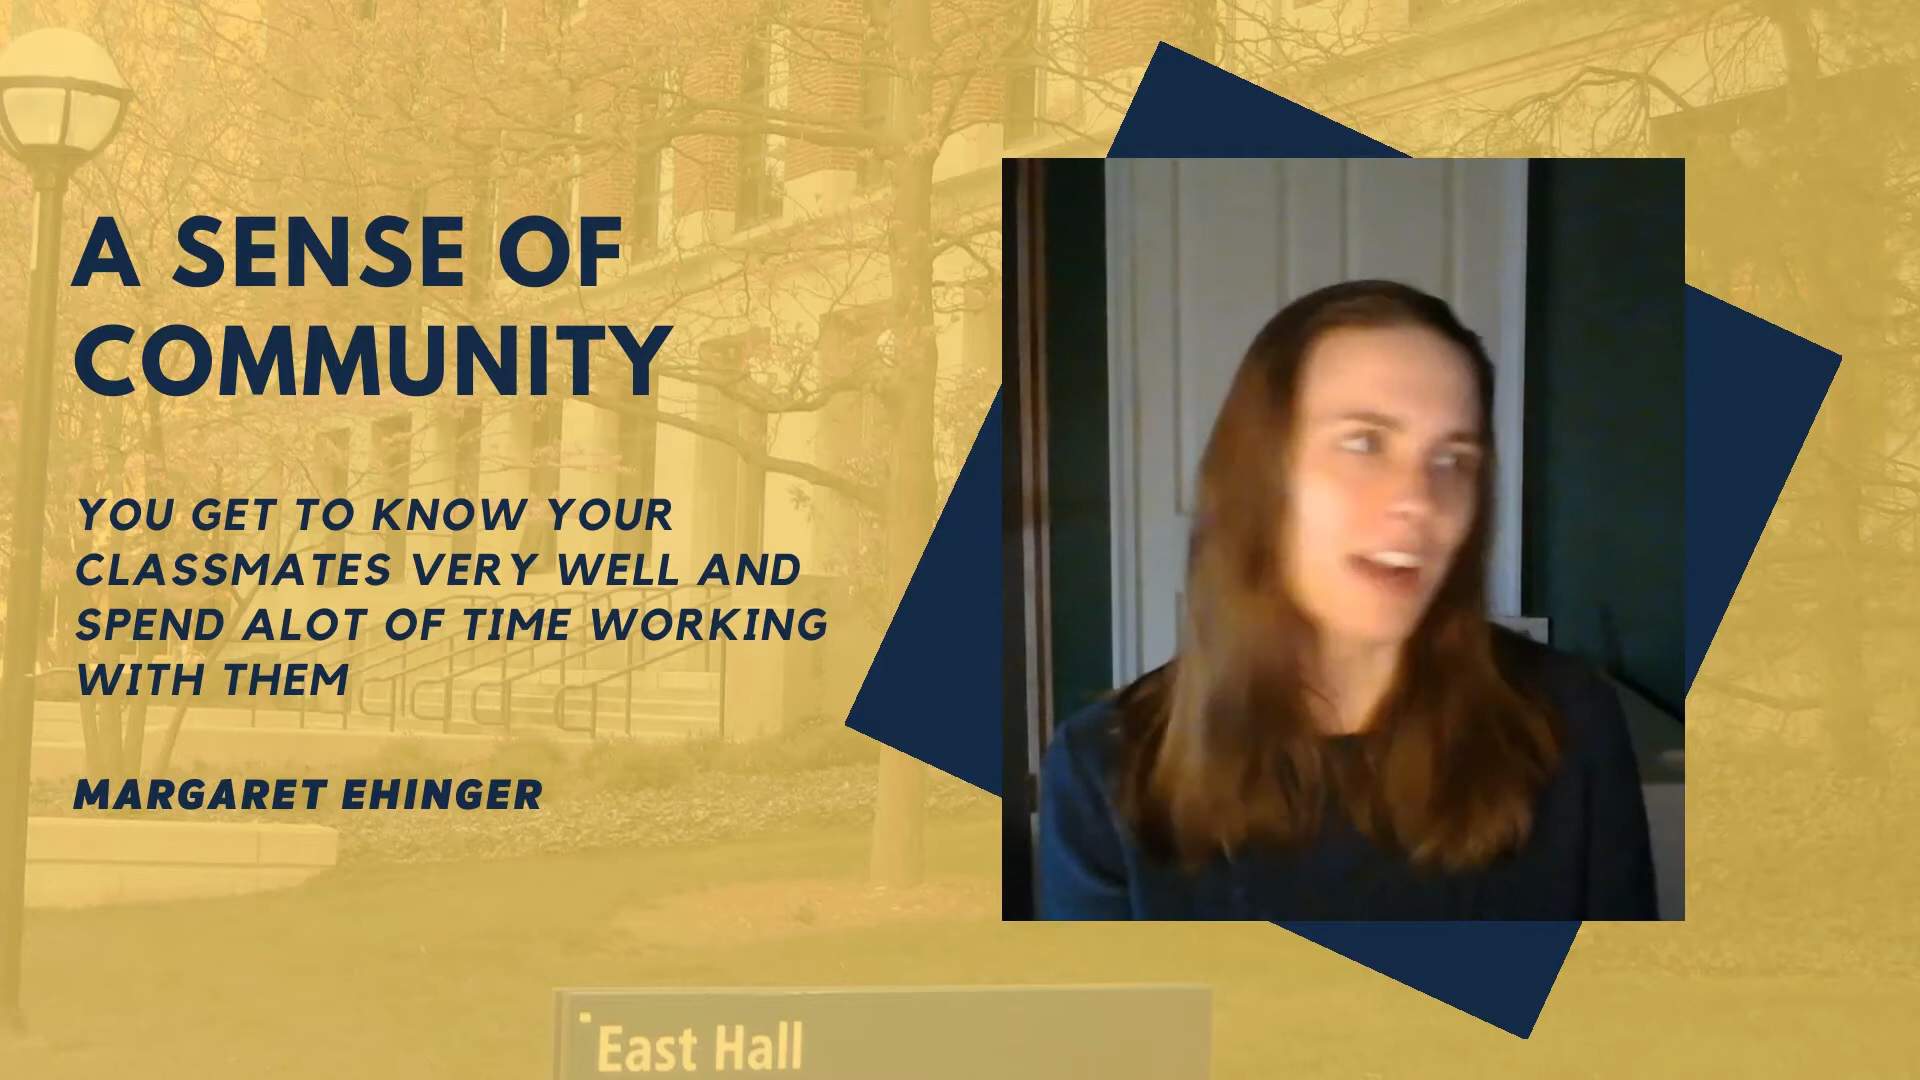 A SENSE OF
COMMUNITY
YOU GET TO KNOW YOUR
CLASSMATES VERY WELL AND
SPEND ALOT OF TIME WORKING
WITH THEM
MARGARET EHINGER
East Hall